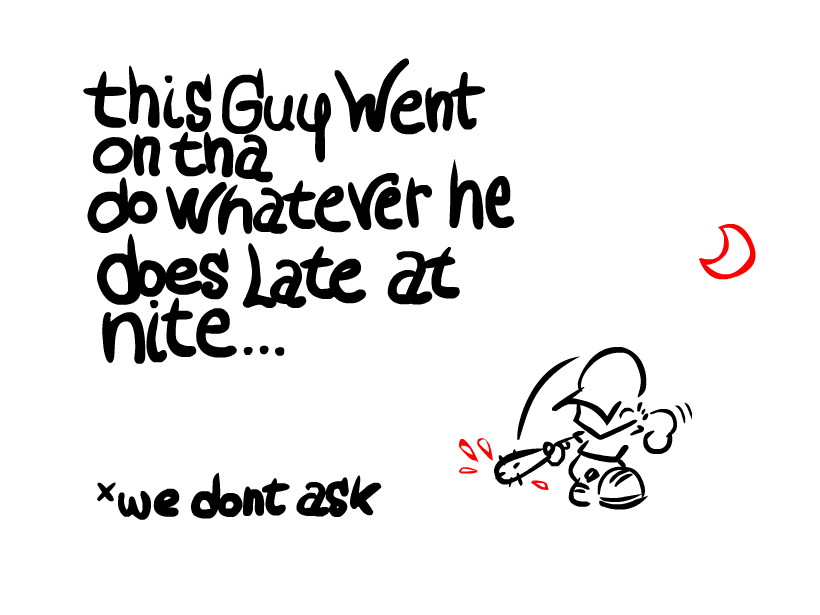 this Guy Went
on tha
do whatever he
does Late at
nite...
*we dont ask